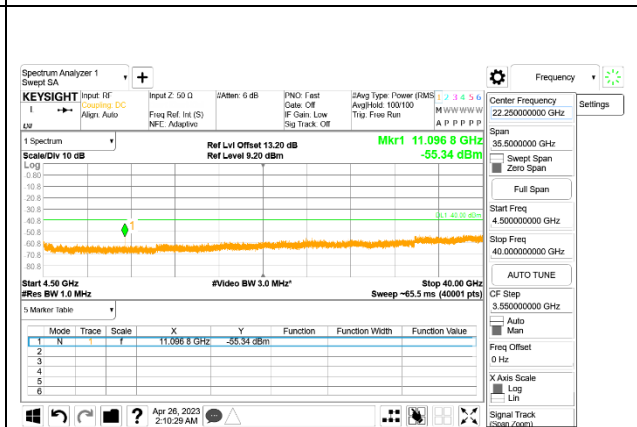 Spectrum Analyzer 1
Swept SA
Frequency
KEYSIGHT
Input: RF
Coupling: DC
Align: Auto
Input Z: 50 Ω
Freq Ref: Int (S)
NFE: Adaptive
#Atten: 6 dB
PNO: Fast
Gate: Off
IF Gain: Low
Sig Track: Off
#Avg Type: Power (RMS
Avg|Hold: 100/100
Trig: Free Run
1 2 3 4 5 6
M W W W W W
A P P P P P
L
Center Frequency
22.250000000 GHz
Settings
Span
35.5000000 GHz
Swept Span
Zero Span
Full Span
Start Freq
4.500000000 GHz
Stop Freq
40.000000000 GHz
AUTO TUNE
CF Step
3.550000000 GHz
Auto
Man
Freq Offset
0 Hz
X Axis Scale
Log
Lin
Signal Track
(Span Zoom)
1 Spectrum
Scale/Div 10 dB
Log
Ref Lvl Offset 13.20 dB
Ref Level 9.20 dBm
Mkr1 11.096 8 GHz
-55.34 dBm
-0.80
-10.8
-20.8
-30.8
-40.8
-50.8
-60.8
-70.8
-80.8
1
DL1 -40.00 dBm
Start 4.50 GHz
#Video BW 3.0 MHz*
Stop 40.00 GHz
#Res BW 1.0 MHz
Sweep ~65.5 ms (40001 pts)
5 Marker Table
Mode Trace Scale X Y Function Function Width Function Value
1 N 1 f 11.096 8 GHz -55.34 dBm
2
3
4
5
6
Apr 26, 2023
2:10:29 AM